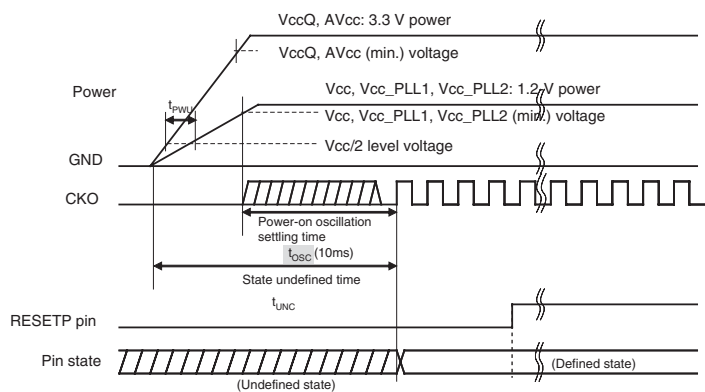 VccQ, AVcc: 3.3 V power
VccQ, AVcc (min.) voltage
Power
Vcc, Vcc_PLL1, Vcc_PLL2: 1.2 V power
tPWU
Vcc, Vcc_PLL1, Vcc_PLL2 (min.) voltage
Vcc/2 level voltage
GND
CKO
Power-on oscillation
settling time
tOSC (10ms)
State undefined time
tUNC
RESETP pin
Pin state
(Defined state)
(Undefined state)